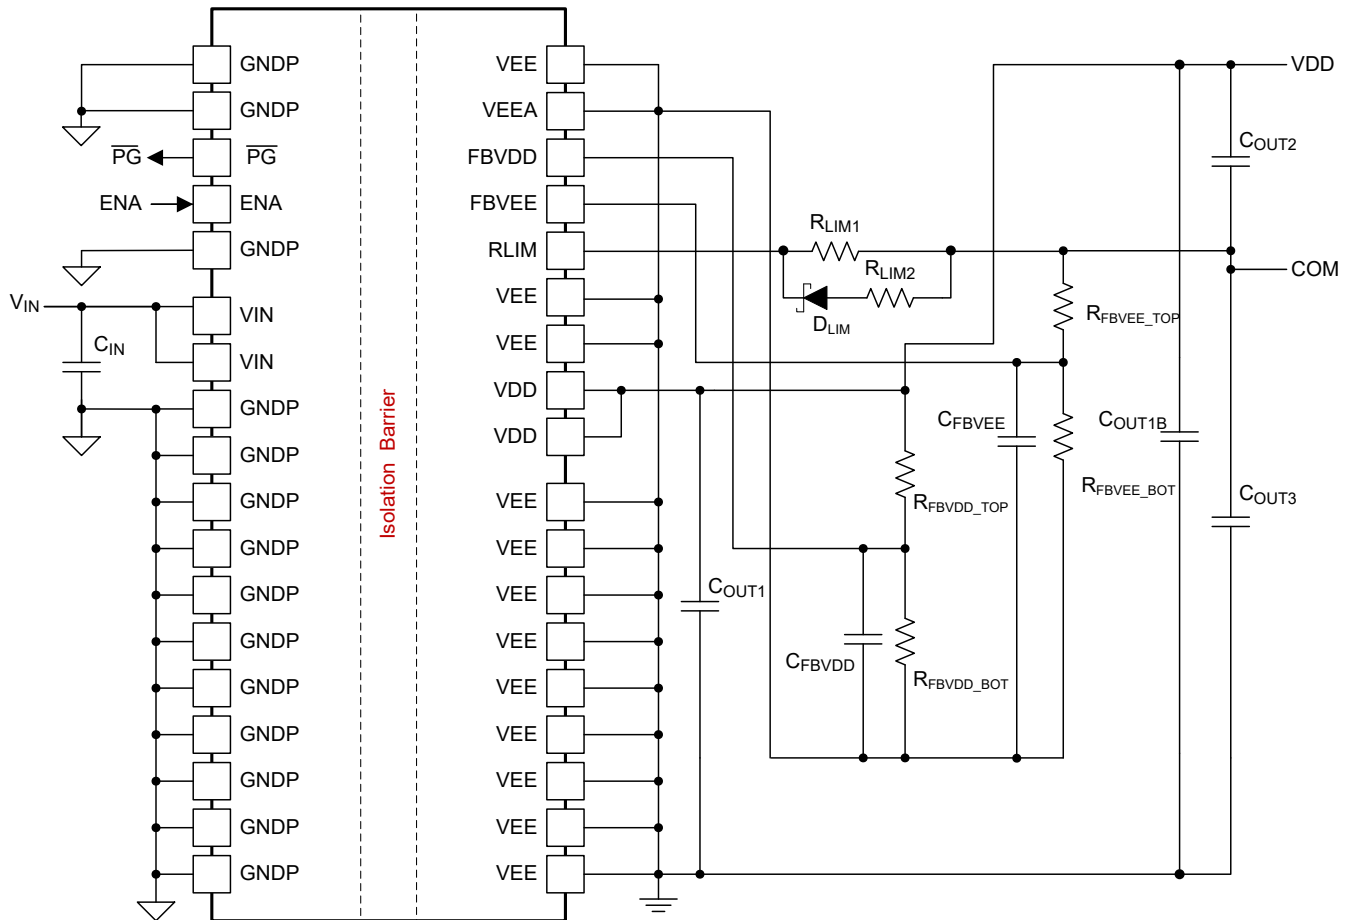 GNDP
GNDP
PG PG
ENA ENA
GNDP
VIN VIN
CIN
VIN
GNDP
GNDP
GNDP
GNDP
GNDP
GNDP
GNDP
GNDP
GNDP
GNDP
GNDP
Isolation Barrier
VEE
VEEA
FBVDD
FBVEE
RLIM
VEE
VEE
VDD
VDD
VEE
VEE
VEE
VEE
VEE
VEE
VEE
VEE
VEE
RLIM1
RLIM2
DLIM
COUT1
CFBVDD
RFBVDD_TOP
RFBVDD_BOT
CFBVEE
RFBVEE_TOP
RFBVEE_BOT
COUT1B
VDD
COUT2
COM
COUT3